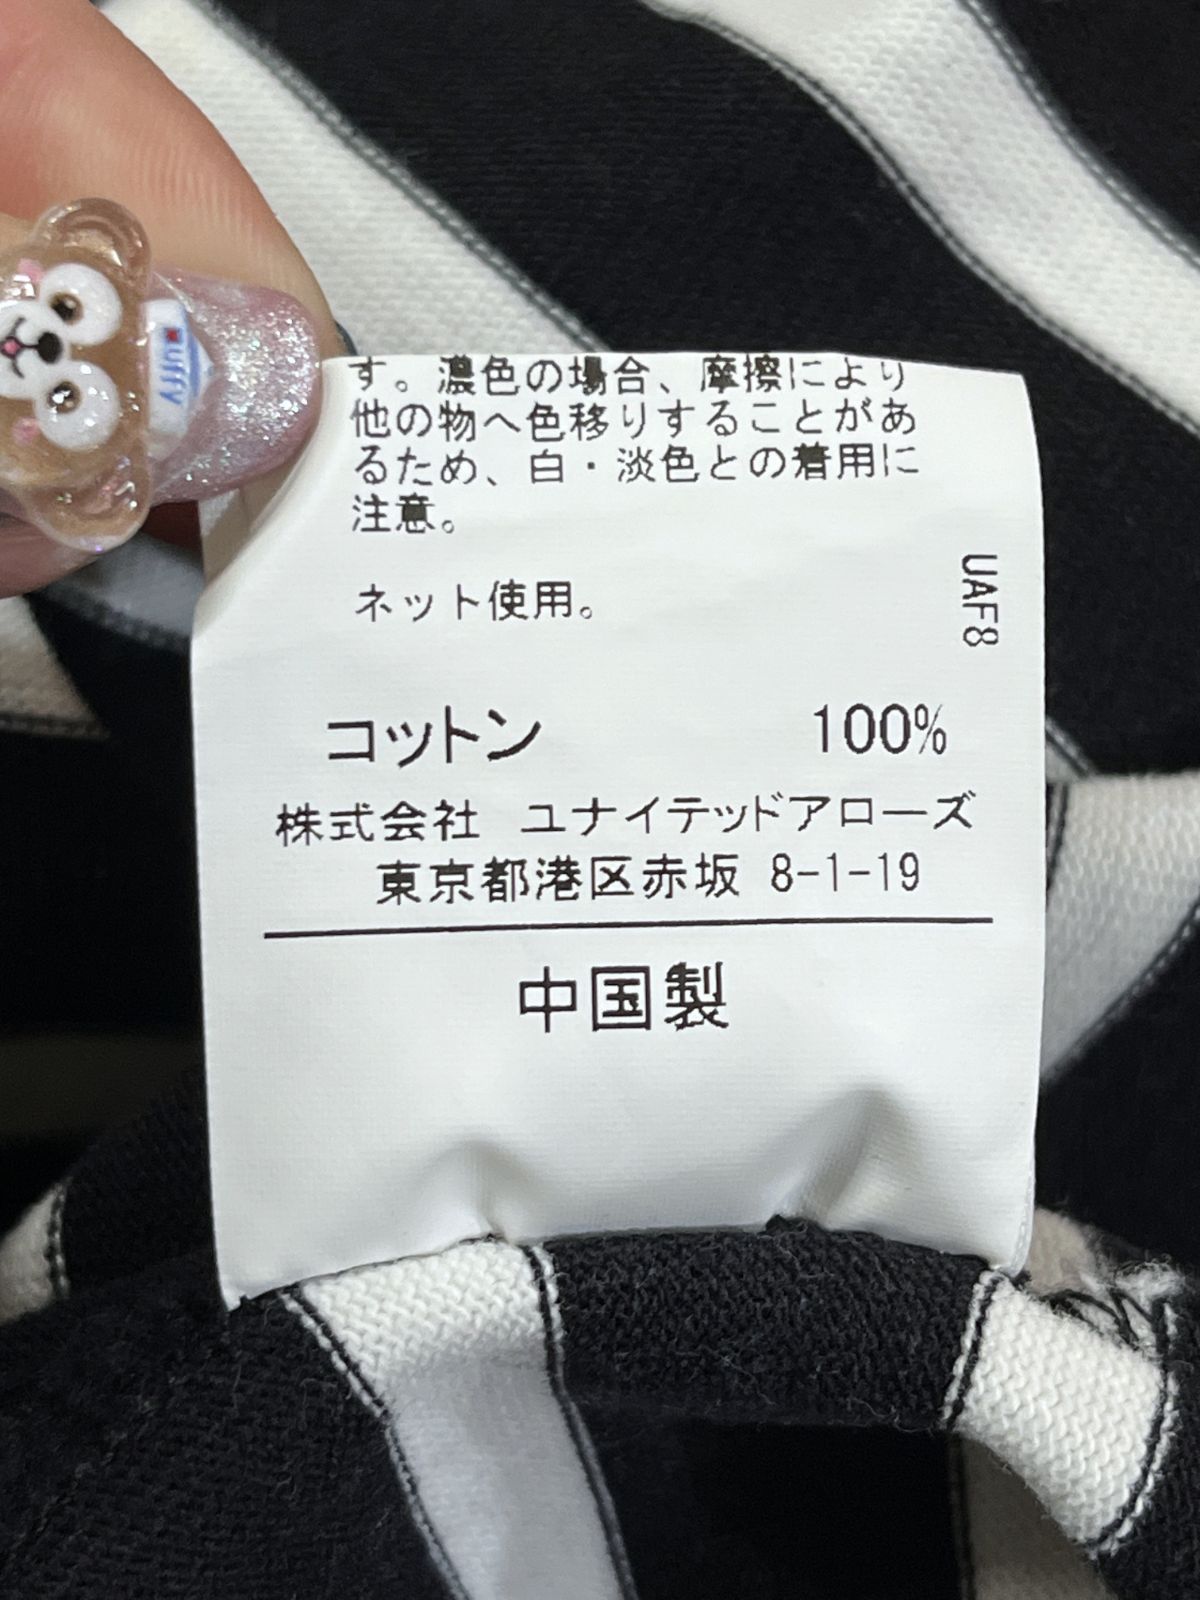 す。濃色の場合、摩擦により
他の物へ色移りすることがあ
るため、白・淡色との着用に
注意。
ネット使用。
UAF8
コットン 100%
株式会社 ユナイテッドアローズ
東京都港区赤坂 8-1-19
中国製